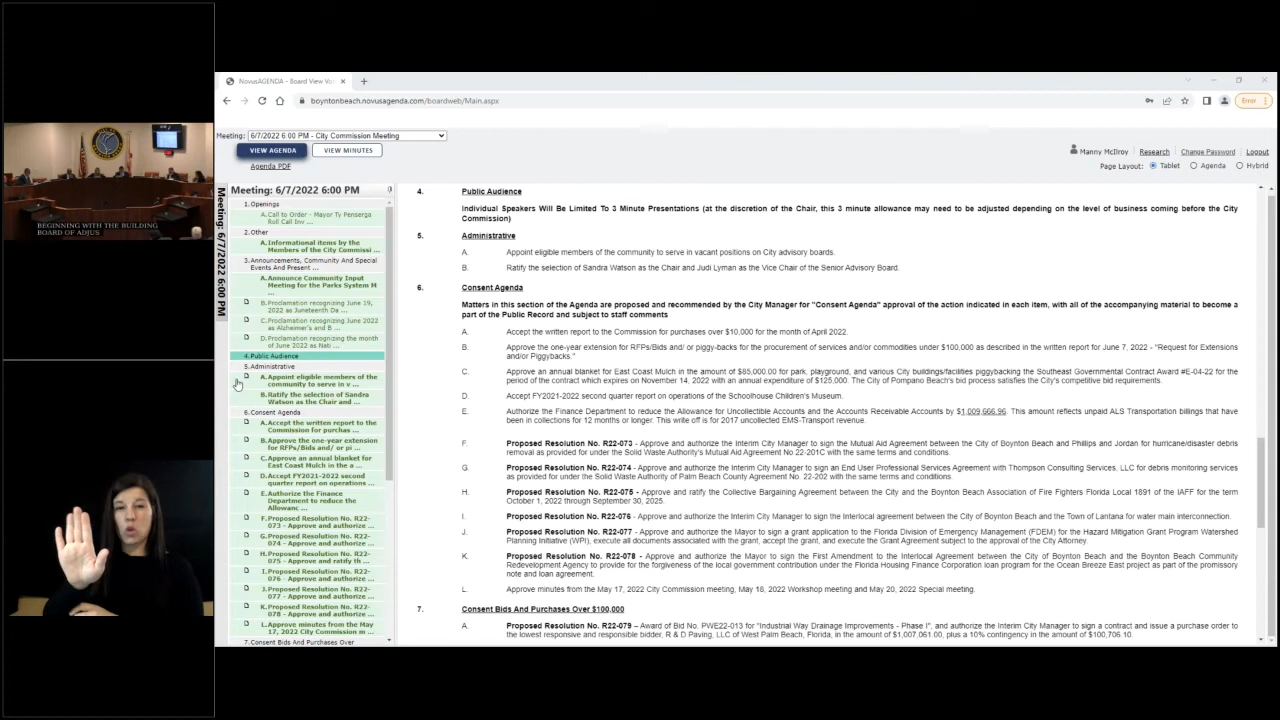 NovusAGENDA - Board View Vo
boyntonbeach.novusagenda.com/boardweb/Main.aspx
Error
Meeting: 6/7/2022 6:00 PM - City Commission Meeting
VIEW AGENDA VIEW MINUTES
Agenda PDF
Manny McIlroy Research Change Password Logout
Page Layout: Tablet Agenda Hybrid
BEGINNING WITH THE BUILDING
BOARD OF ADJUS
Meeting: 6/7/2022 6:00 PM
Meeting: 6/7/2022 6:00 PM
1.Openings
A.Call to Order - Mayor Ty Penserga
Roll Call Inv ...
2.Other
A.Informational items by the
Members of the City Commissi ...
3.Announcements, Community And Special
Events And Present ...
A.Announce Community Input
Meeting for the Parks System M
...
B.Proclamation recognizing June 19,
2022 as Juneteenth Da ...
C.Proclamation recognizing June 2022
as Alzheimer's and B ...
D.Proclamation recognizing the month
of June 2022 as Nati ...
4.Public Audience
5.Administrative
A.Appoint eligible members of the
community to serve in v ...
B.Ratify the selection of Sandra
Watson as the Chair and ...
6.Consent Agenda
A.Accept the written report to the
Commission for purchas ...
B.Approve the one-year extension
for RFPs/Bids and/ or pi ...
C.Approve an annual blanket for
East Coast Mulch in the a ...
D.Accept FY2021-2022 second
quarter report on operations ...
E.Authorize the Finance
Department to reduce the
Allowanc ...
F.Proposed Resolution No. R22-
073 - Approve and authorize ...
G.Proposed Resolution No. R22-
074 - Approve and authorize ...
H.Proposed Resolution No. R22-
075 - Approve and ratify th ...
I.Proposed Resolution No. R22-
076 - Approve and authorize ...
J.Proposed Resolution No. R22-
077 - Approve and authorize ...
K.Proposed Resolution No. R22-
078 - Approve and authorize ...
L.Approve minutes from the May
17, 2022 City Commission m ...
7.Consent Bids And Purchases Over
4. Public Audience
Individual Speakers Will Be Limited To 3 Minute Presentations (at the discretion of the Chair, this 3 minute allowance may need to be adjusted depending on the level of business coming before the City
Commission)
5. Administrative
A. Appoint eligible members of the community to serve in vacant positions on City advisory boards.
B. Ratify the selection of Sandra Watson as the Chair and Judi Lyman as the Vice Chair of the Senior Advisory Board.
6. Consent Agenda
Matters in this section of the Agenda are proposed and recommended by the City Manager for "Consent Agenda" approval of the action indicated in each item, with all of the accompanying material to become a
part of the Public Record and subject to staff comments
A. Accept the written report to the Commission for purchases over $10,000 for the month of April 2022.
B. Approve the one-year extension for RFPs/Bids and/ or piggy-backs for the procurement of services and/or commodities under $100,000 as described in the written report for June 7, 2022 - "Request for Extensions
and/or Piggybacks."
C. Approve an annual blanket for East Coast Mulch in the amount of $85,000.00 for park, playground, and various City buildings/facilities piggybacking the Southeast Governmental Contract Award #E-04-22 for the
period of the contract which expires on November 14, 2022 with an annual expenditure of $125,000. The City of Pompano Beach's bid process satisfies the City's competitive bid requirements.
D. Accept FY2021-2022 second quarter report on operations of the Schoolhouse Children's Museum.
E. Authorize the Finance Department to reduce the Allowance for Uncollectible Accounts and the Accounts Receivable Accounts by $1,009,666.96. This amount reflects unpaid ALS Transportation billings that have
been in collections for 12 months or longer. This write off is for 2017 uncollected EMS-Transport revenue.
F. Proposed Resolution No. R22-073 - Approve and authorize the Interim City Manager to sign the Mutual Aid Agreement between the City of Boynton Beach and Phillips and Jordan for hurricane/disaster debris
removal as provided for under the Solid Waste Authority's Mutual Aid Agreement No 22-201C with the same terms and conditions.
G. Proposed Resolution No. R22-074 - Approve and authorize the Interim City Manager to sign an End User Professional Services Agreement with Thompson Consulting Services, LLC for debris monitoring services
as provided for under the Solid Waste Authority of Palm Beach County Agreement No. 22-202 with the same terms and conditions.
H. Proposed Resolution No. R22-075 - Approve and ratify the Collective Bargaining Agreement between the City and the Boynton Beach Association of Fire Fighters Florida Local 1891 of the IAFF for the term
October 1, 2022 through September 30, 2025.
I. Proposed Resolution No. R22-076 - Approve and authorize the Interim City Manager to sign the Interlocal agreement between the City of Boynton Beach and the Town of Lantana for water main interconnection.
J. Proposed Resolution No. R22-077 - Approve and authorize the Mayor to sign a grant application to the Florida Division of Emergency Management (FDEM) for the Hazard Mitigation Grant Program Watershed
Planning Initiative (WPI), execute all documents associated with the grant, accept the grant, and execute the Grant Agreement subject to the approval of the City Attorney.
K. Proposed Resolution No. R22-078 - Approve and authorize the Mayor to sign the First Amendment to the Interlocal Agreement between the City of Boynton Beach and the Boynton Beach Community
Redevelopment Agency to provide for the forgiveness of the local government contribution under the Florida Housing Finance Corporation loan program for the Ocean Breeze East project as part of the promissory
note and loan agreement.
L. Approve minutes from the May 17, 2022 City Commission meeting, May 18, 2022 Workshop meeting and May 20, 2022 Special meeting.
7. Consent Bids And Purchases Over $100,000
A. Proposed Resolution No. R22-079 – Award of Bid No. PWE22-013 for "Industrial Way Drainage Improvements - Phase I", and authorize the Interim City Manager to sign a contract and issue a purchase order to
the lowest responsive and responsible bidder, R & D Paving, LLC of West Palm Beach, Florida, in the amount of $1,007,061.00, plus a 10% contingency in the amount of $100,706.10.